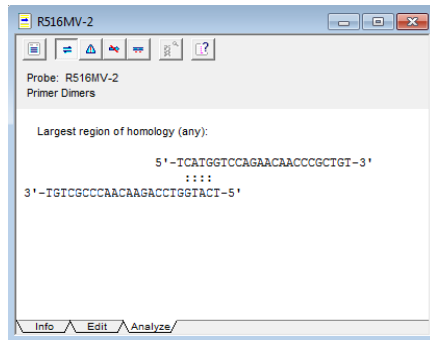 R516MV-2
Probe: R516MV-2
Primer Dimers
Largest region of homology (any):
5'-TCATGGTCCAGAACAACCCGCTGT-3'
::::
3'-TGTCGCCCAACAAGACCTGGTACT-5'
Info Edit Analyze